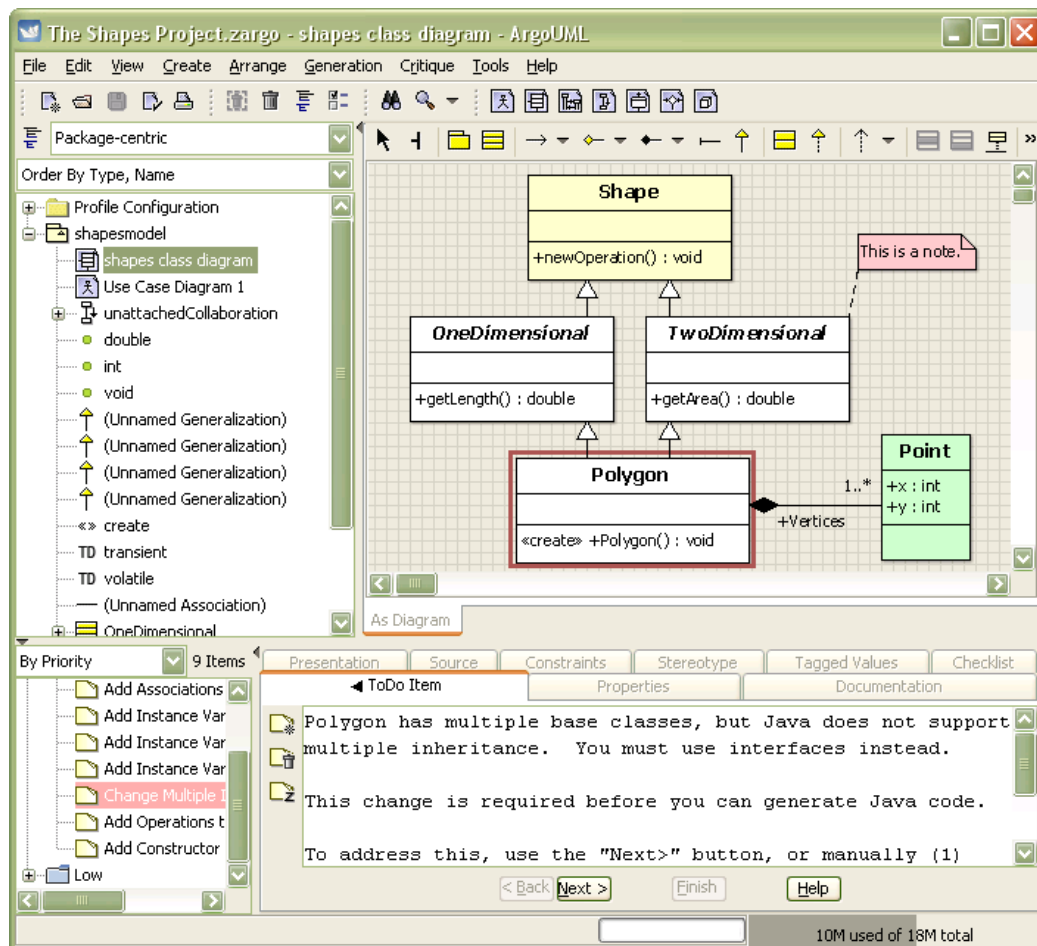 The Shapes Project.zargo - shapes class diagram - ArgoUML
File Edit View Create Arrange Generation Critique Tools Help
Package-centric
Order By Type, Name
Profile Configuration
shapesmodel
shapes class diagram
Use Case Diagram 1
unattachedCollaboration
double
int
void
(Unnamed Generalization)
(Unnamed Generalization)
(Unnamed Generalization)
(Unnamed Generalization)
«» create
TD transient
TD volatile
(Unnamed Association)
OneDimensional
Shape
+newOperation() : void
This is a note.
OneDimensional
+getLength() : double
TwoDimensional
+getArea() : double
Polygon
«create» +Polygon() : void
1..*
+Vertices
Point
+x : int
+y : int
As Diagram
By Priority
9 Items
Add Associations
Add Instance Var
Add Instance Var
Add Instance Var
Change Multiple I
Add Operations t
Add Constructor
Low
Presentation Source Constraints Stereotype Tagged Values Checklist
ToDo Item Properties Documentation
Polygon has multiple base classes, but Java does not support
multiple inheritance. You must use interfaces instead.
This change is required before you can generate Java code.
To address this, use the "Next>" button, or manually (1)
< Back Next > Finish Help
10M used of 18M total